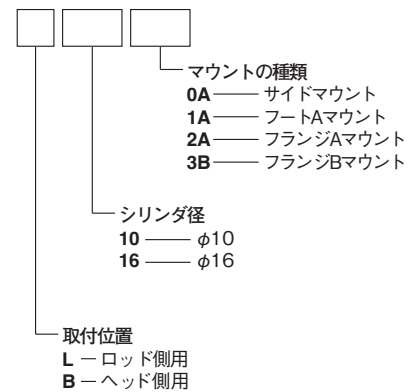 マウントの種類
0A —— サイドマウント
1A —— フートAマウント
2A —— フランジAマウント
3B —— フランジBマウント
シリンダ径
10 —— φ10
16 —— φ16
取付位置
L — ロッド側用
B — ヘッド側用